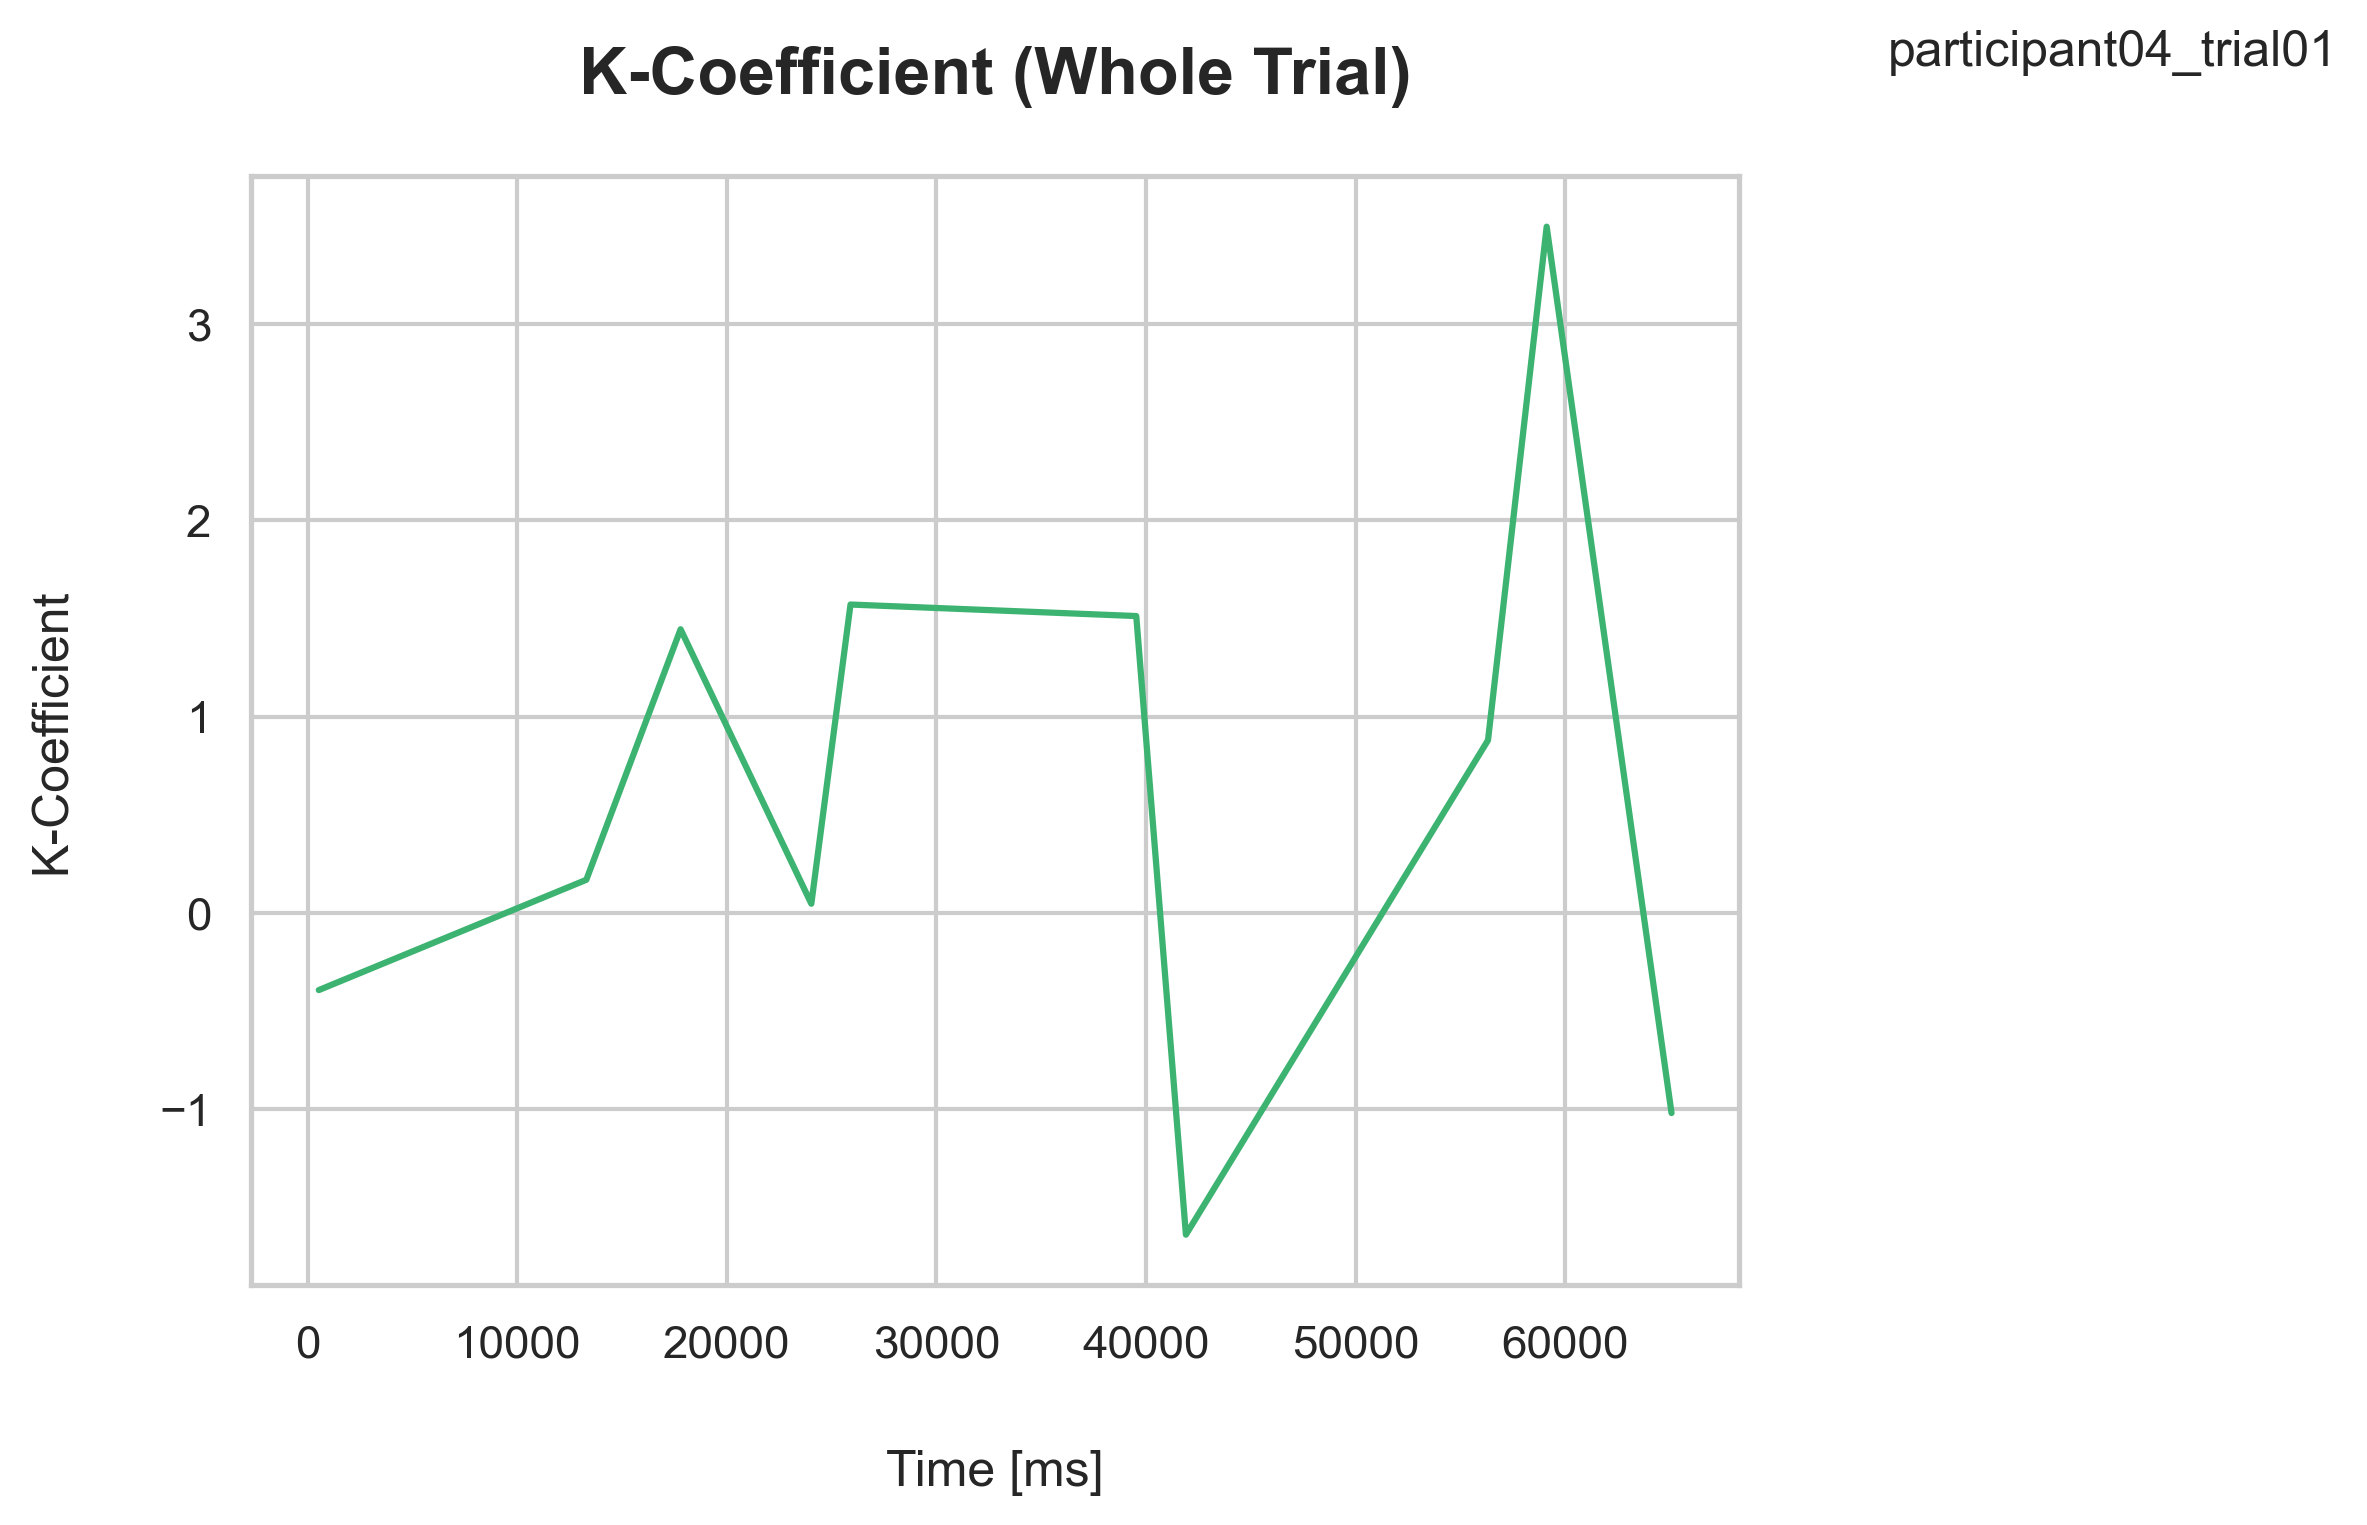 participant04_trial01
K-Coefficient (Whole Trial)
K-Coefficient
3
2
1
0
−1
0 10000 20000 30000 40000 50000 60000
Time [ms]